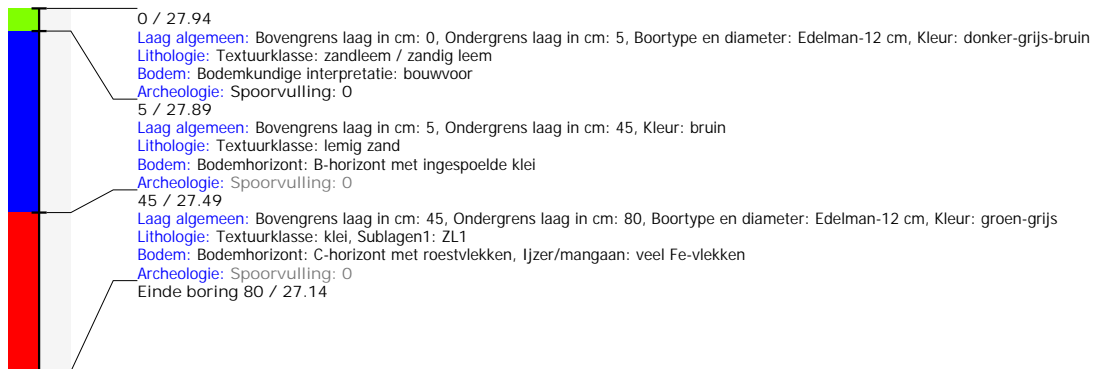 0 / 27.94
Laag algemeen: Bovengrens laag in cm: 0, Ondergrens laag in cm: 5, Boortype en diameter: Edelman-12 cm, Kleur: donker-grijs-bruin
Lithologie: Textuurklasse: zandleem / zandig leem
Bodem: Bodemkundige interpretatie: bouwvoor
Archeologie: Spoorvulling: 0
5 / 27.89
Laag algemeen: Bovengrens laag in cm: 5, Ondergrens laag in cm: 45, Kleur: bruin
Lithologie: Textuurklasse: lemig zand
Bodem: Bodemhorizont: B-horizont met ingespoelde klei
Archeologie: Spoorvulling: 0
45 / 27.49
Laag algemeen: Bovengrens laag in cm: 45, Ondergrens laag in cm: 80, Boortype en diameter: Edelman-12 cm, Kleur: groen-grijs
Lithologie: Textuurklasse: klei, Sublagen1: ZL1
Bodem: Bodemhorizont: C-horizont met roestvlekken, Ijzer/mangaan: veel Fe-vlekken
Archeologie: Spoorvulling: 0
Einde boring 80 / 27.14